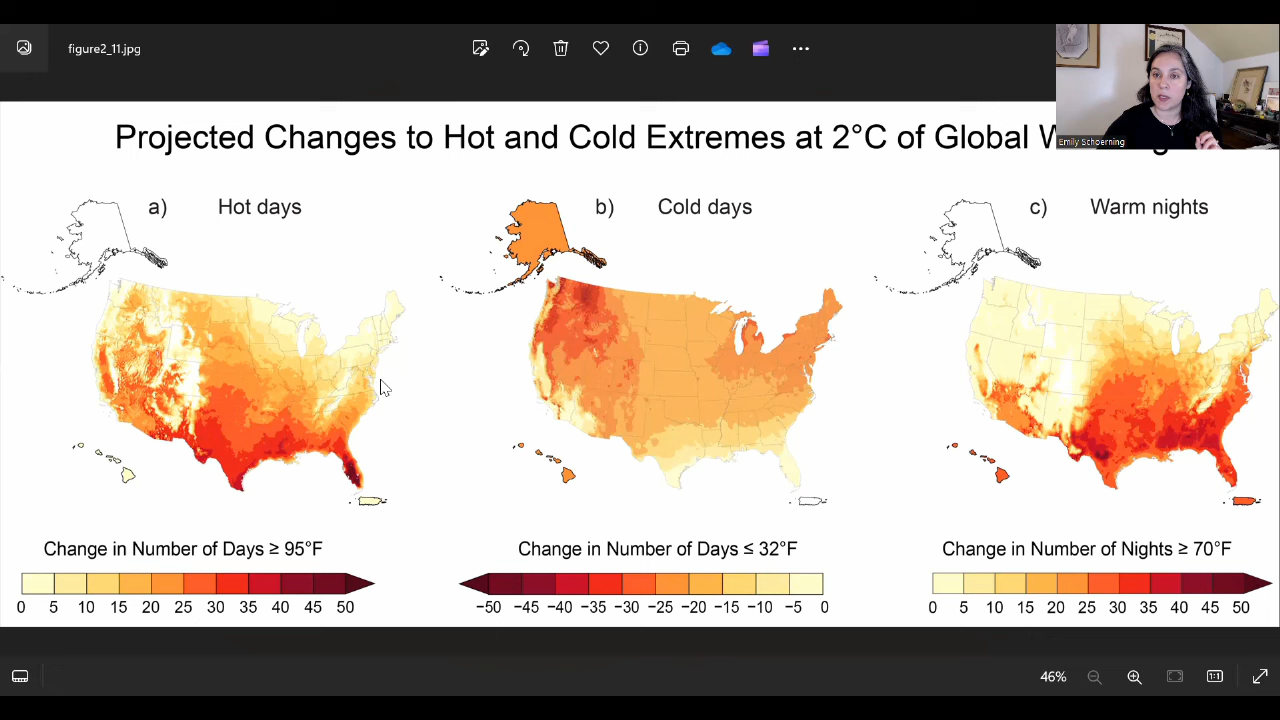 figure2_11.jpg
Emily Schoerning
Projected Changes to Hot and Cold Extremes at 2°C of Global
a) Hot days
b) Cold days
c) Warm nights
Change in Number of Days ≥ 95°F
0 5 10 15 20 25 30 35 40 45 50
Change in Number of Days ≤ 32°F
−50 −45 −40 −35 −30 −25 −20 −15 −10 −5 0
Change in Number of Nights ≥ 70°F
0 5 10 15 20 25 30 35 40 45 50
46%
1:1